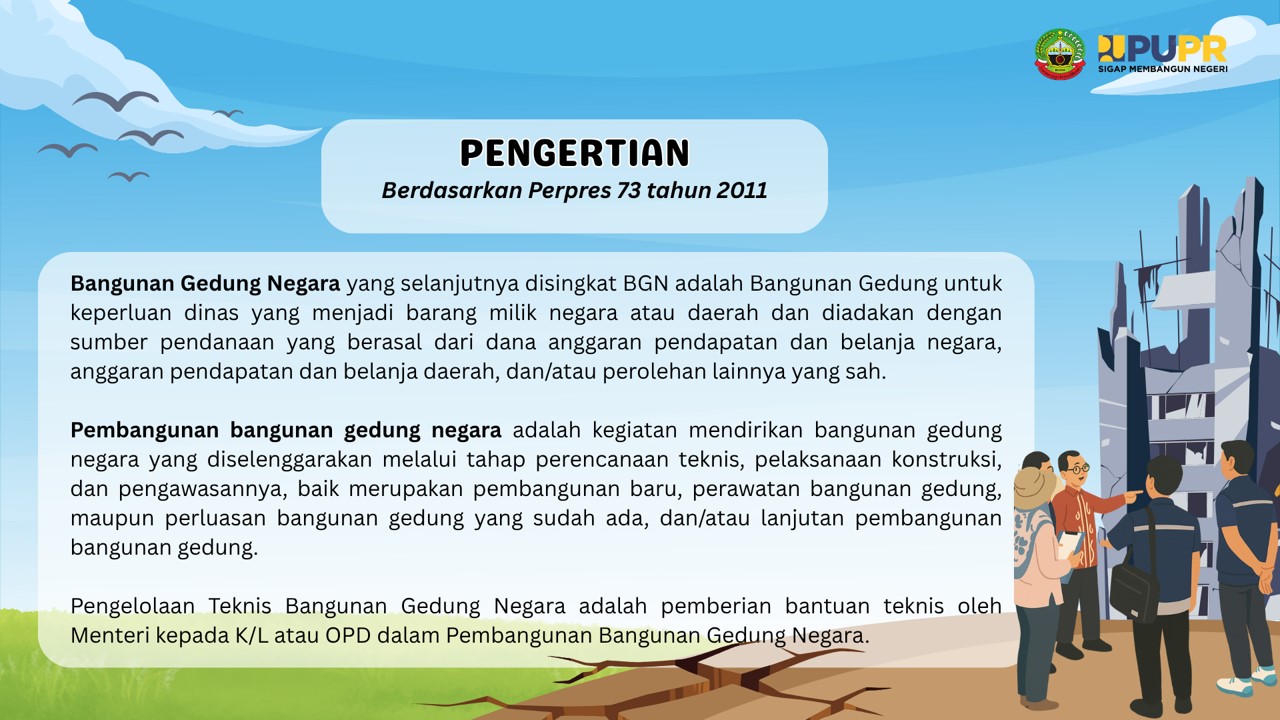 PUPR
SIGAP MEMBANGUN NEGERI
PENGERTIAN
Berdasarkan Perpres 73 tahun 2011
Bangunan Gedung Negara yang selanjutnya disingkat BGN adalah Bangunan Gedung untuk
keperluan dinas yang menjadi barang milik negara atau daerah dan diadakan dengan
sumber pendanaan yang berasal dari dana anggaran pendapatan dan belanja negara,
anggaran pendapatan dan belanja daerah, dan/atau perolehan lainnya yang sah.
Pembangunan bangunan gedung negara adalah kegiatan mendirikan bangunan gedung
negara yang diselenggarakan melalui tahap perencanaan teknis, pelaksanaan konstruksi,
dan pengawasannya, baik merupakan pembangunan baru, perawatan bangunan gedung,
maupun perluasan bangunan gedung yang sudah ada, dan/atau lanjutan pembangunan
bangunan gedung.
Pengelolaan Teknis Bangunan Gedung Negara adalah pemberian bantuan teknis oleh
Menteri kepada K/L atau OPD dalam Pembangunan Bangunan Gedung Negara.